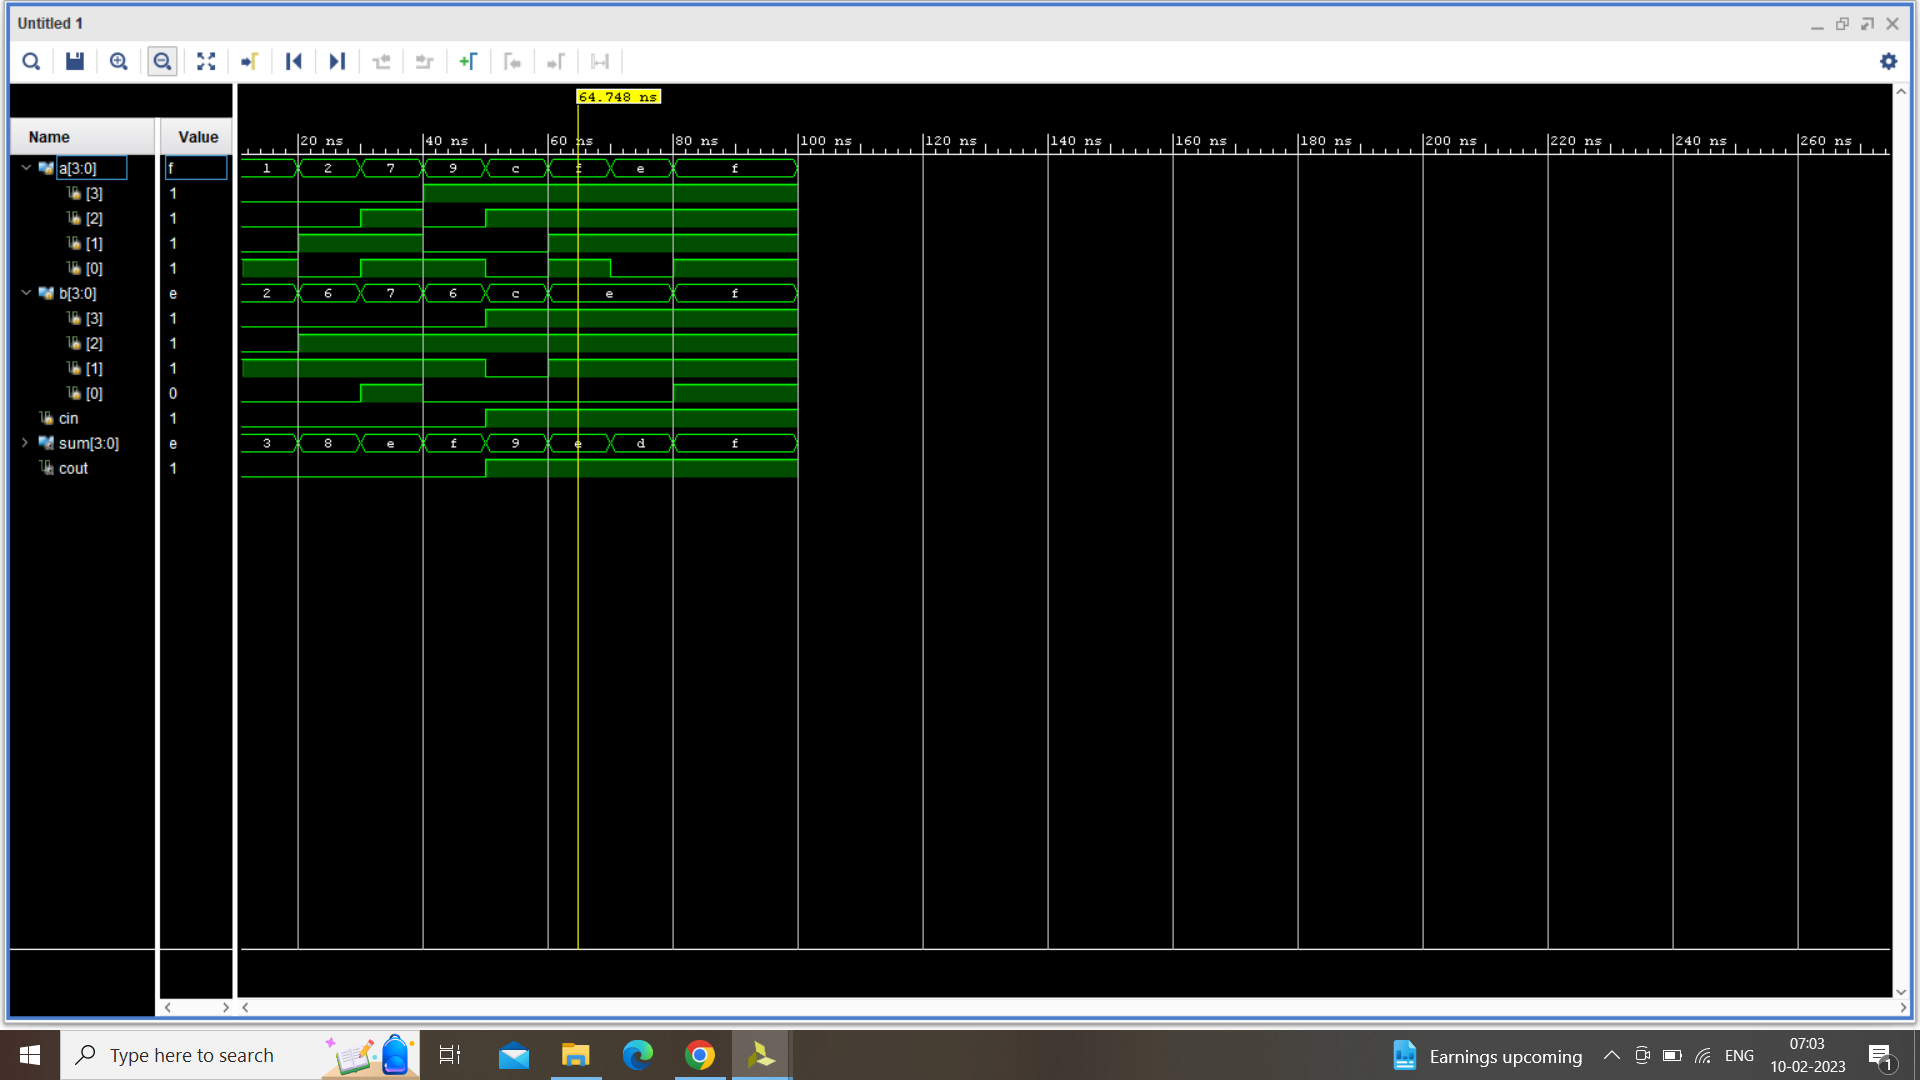 Untitled 1
64.748 ns
Name Value
20 ns 40 ns 60 ns 80 ns 100 ns 120 ns 140 ns 160 ns 180 ns 200 ns 220 ns 240 ns 260 ns
a[3:0] f 1 2 7 9 c f e f
[3] 1
[2] 1
[1] 1
[0] 1
b[3:0] e 2 6 7 6 c e f
[3] 1
[2] 1
[1] 1
[0] 0
cin 1
sum[3:0] e 3 8 e f 9 e d f
cout 1
Type here to search
Earnings upcoming
ENG
07:03
10-02-2023
1